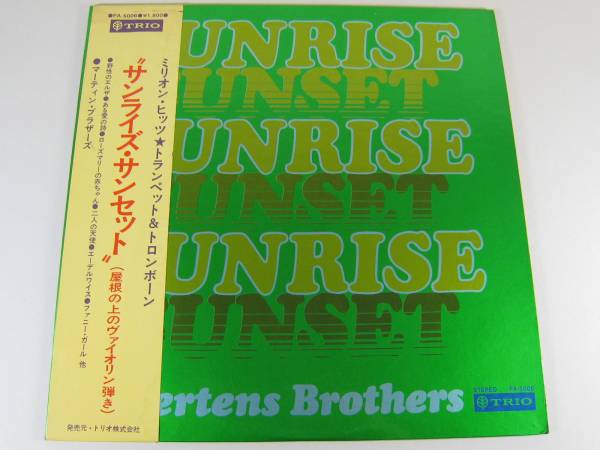 ●PA-5006●¥1,800●
TRIO
ミリオン・ヒッツ★トランペット&トロンボーン
"サンライズ・サンセット"(屋根の上のヴァイオリン弾き)
●野性のエルザ●ある愛の詩●ローズマリーの赤ちゃん●二人の天使●エーデルワイス●ファニー・ガール 他
●マーティン・ブラザーズ
発売元・トリオ株式会社
UNRISE
UNSET
UNRISE
UNSET
UNRISE
UNSET
STEREO PA-5006
TRIO
ertens Brothers